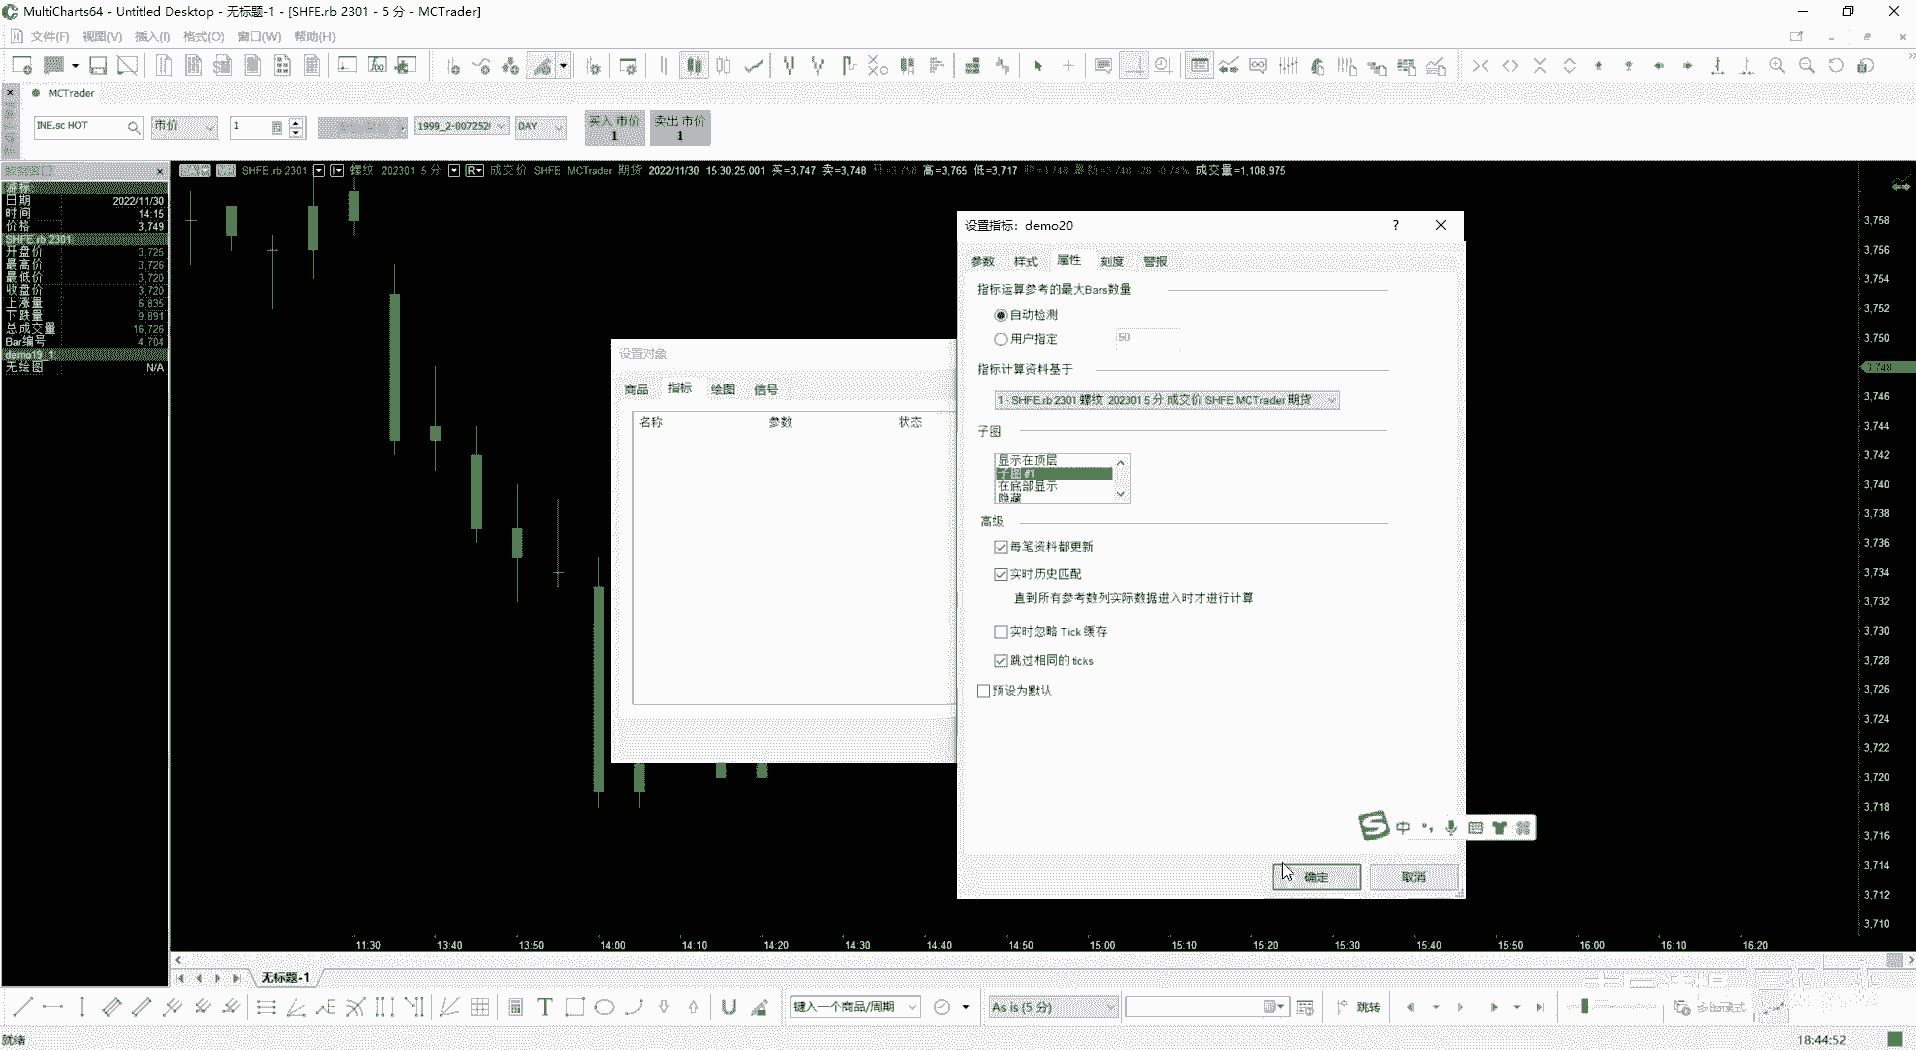 MultiCharts64 - Untitled Desktop - 无标题-1 - [SHFE.rb 2301 - 5 分 - MCTrader]
文件(F) 视图(V) 插入(I) 格式(O) 窗口(W) 帮助(H)
MCTrader
INE.sc HOT
市价
1
1999_2-007252
DAY
买入 市价
1
卖出 市价
1
SHFE.rb 2301 螺纹 202301 5 分 成交价 SHFE MCTrader 期货 2022/11/30 15:30:25.001 买=3,747 卖=3,748 高=3,765 低=3,717 成交量=1,108,975
日期 2022/11/30
时间 14:15
价格 3,749
SHFE.rb 2301
开盘价 3,725
最高价 3,726
最低价 3,720
收盘价 3,720
上涨量 6,835
下跌量 9,891
总成交量 16,726
Bar编号 4,704
demo19_1
无绘图 N/A
设置对象
商品 指标 绘图 信号
名称 参数 状态
设置指标: demo20
?
参数 样式 属性 刻度 警报
指标运算参考的最大Bars数量
自动检测
用户指定 50
指标计算资料基于
1 - SHFE.rb 2301 螺纹 202301 5 分 成交价 SHFE MCTrader 期货
子图
显示在顶层
子图 #1
在底部显示
隐藏
高级
每笔资料都更新
实时历史匹配
直到所有参考数列实际数据进入时才进行计算
实时忽略 Tick 缓存
跳过相同的 ticks
预设为默认
确定 取消
中
3,758
3,756
3,754
3,752
3,750
3,748
3,746
3,744
3,742
3,740
3,738
3,736
3,734
3,732
3,730
3,728
3,726
3,724
3,722
3,720
3,718
3,716
3,714
3,712
3,710
11:30 13:40 13:50 14:00 14:10 14:20 14:30 14:40 14:50 15:00 15:10 15:20 15:30 15:40 15:50 16:00 16:10 16:20
无标题-1
键入一个商品/周期
As is (5 分)
跳转
就绪
18:44:52